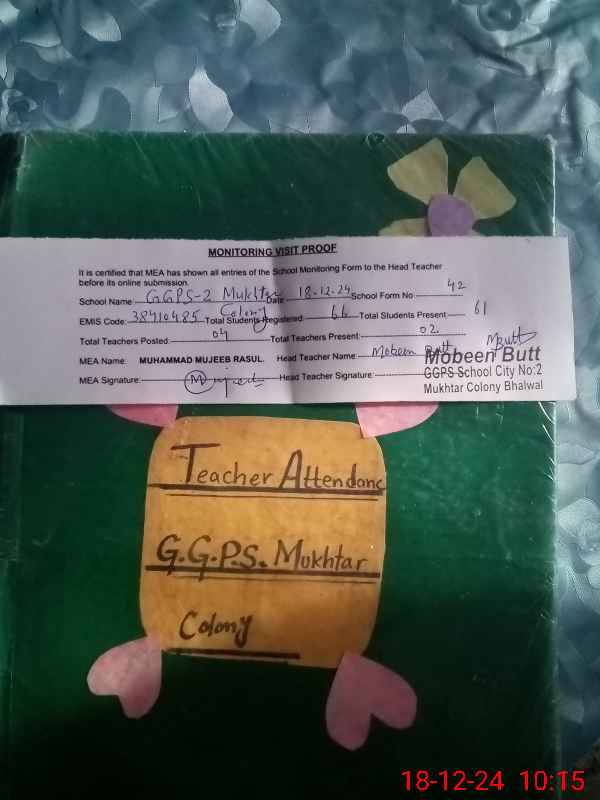 MONITORING VISIT PROOF
It is certified that MEA has shown all entries of the School Monitoring Form to the Head Teacher
before its online submission.
School Name: GGPS-2 Mukhtar Colony Date: 18-12-24 School Form No: 42
EMIS Code: 38410485 Total Students Registered 66 Total Students Present 61
Total Teachers Posted: 04 Total Teachers Present: 02
MEA Name: MUHAMMAD MUJEEB RASUL. Head Teacher Name: Mobeen Butt MButt
MEA Signature: Mujeeb Head Teacher Signature:
Mobeen Butt
GGPS School City No:2
Mukhtar Colony Bhalwal
Teacher Attendanc
G.G.P.S. Mukhtar
Colony
18-12-24 10:15